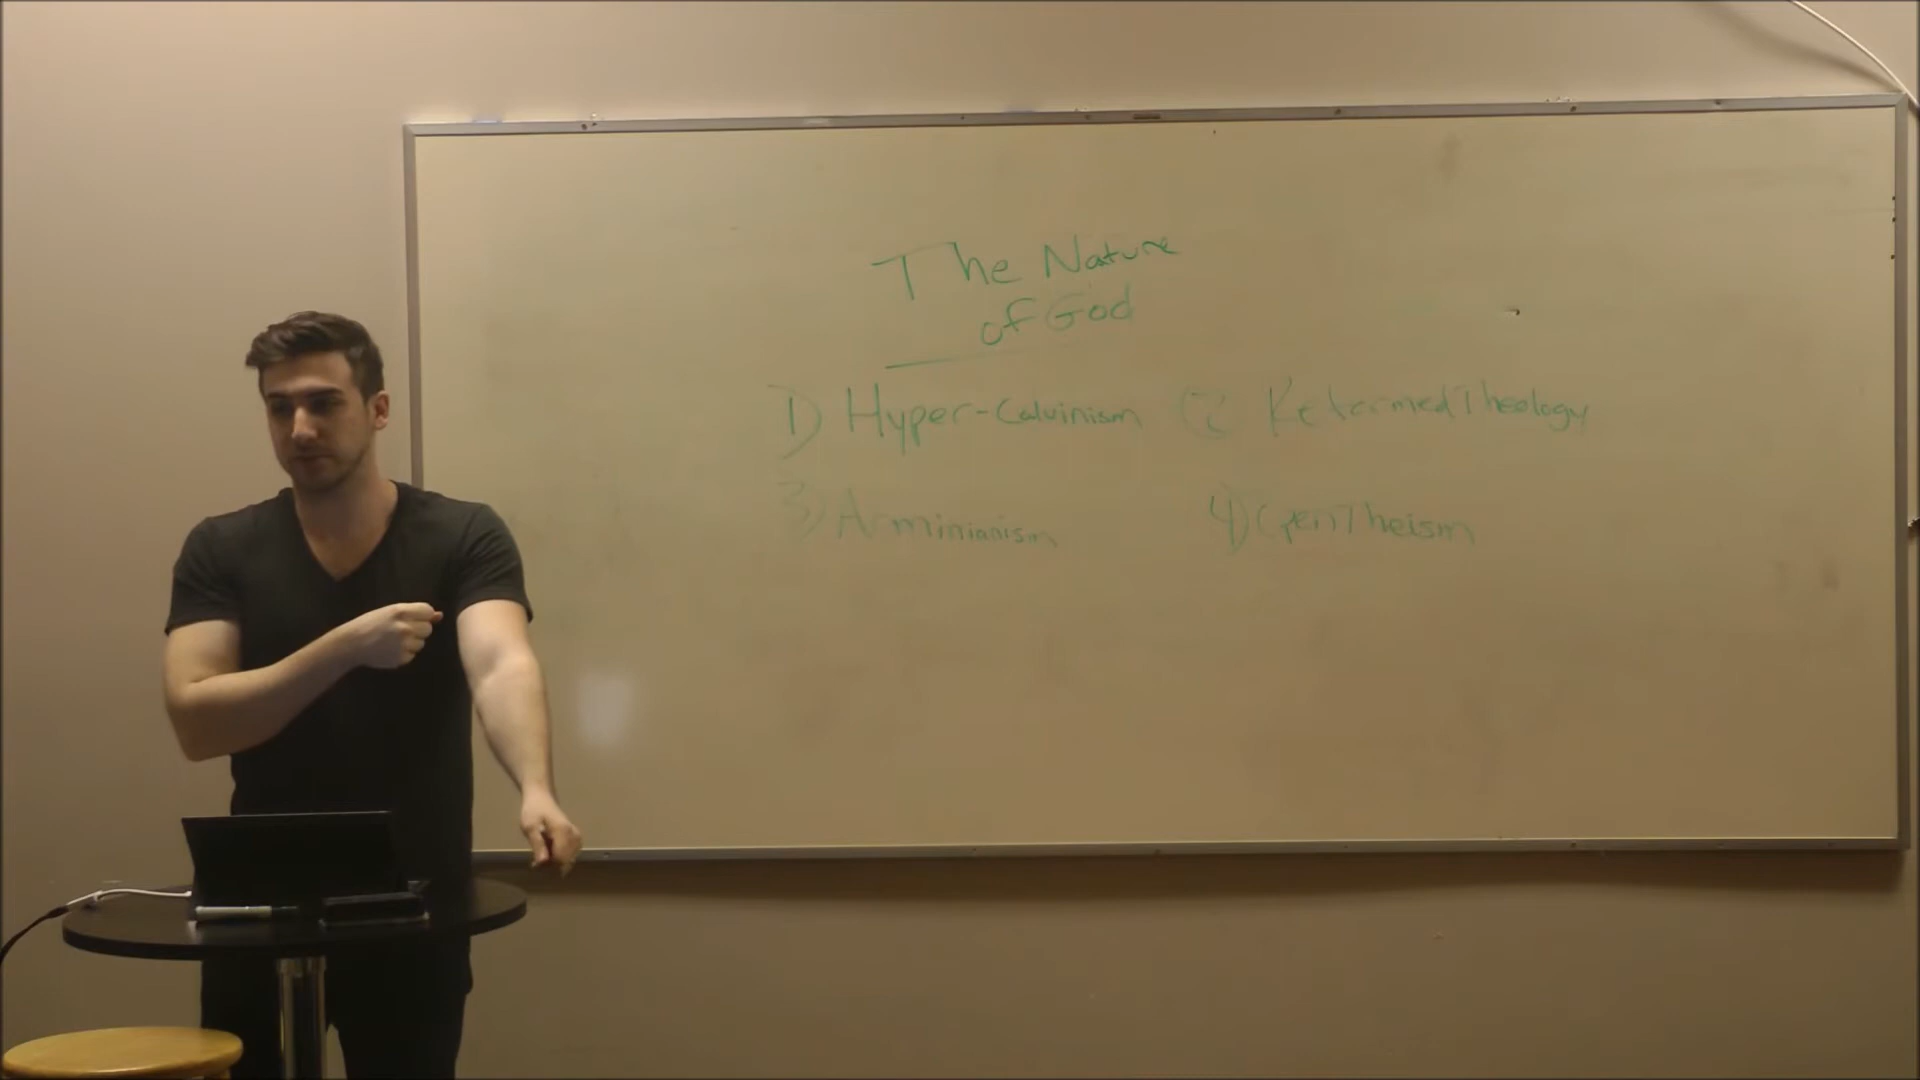 The Nature
of God
1) Hyper-Calvinism 2 Reformed Theology
3) Arminianism 4) OpenTheism